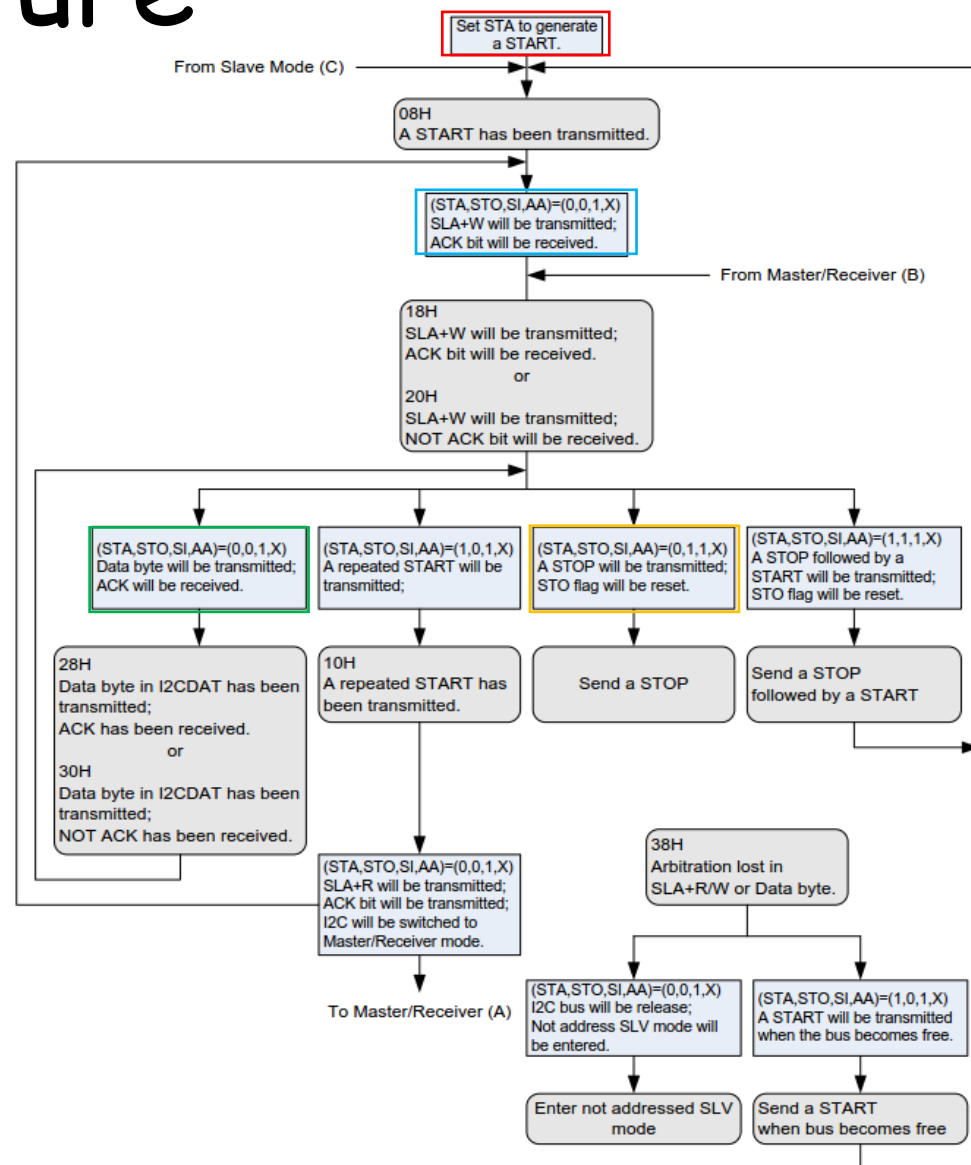 Set STA to generate
a START.
From Slave Mode (C)
08H
A START has been transmitted.
(STA,STO,SI,AA)=(0,0,1,X)
SLA+W will be transmitted;
ACK bit will be received.
From Master/Receiver (B)
18H
SLA+W will be transmitted;
ACK bit will be received.
or
20H
SLA+W will be transmitted;
NOT ACK bit will be received.
(STA,STO,SI,AA)=(0,0,1,X)
Data byte will be transmitted;
ACK will be received.
(STA,STO,SI,AA)=(1,0,1,X)
A repeated START will be
transmitted;
(STA,STO,SI,AA)=(0,1,1,X)
A STOP will be transmitted;
STO flag will be reset.
(STA,STO,SI,AA)=(1,1,1,X)
A STOP followed by a
START will be transmitted;
STO flag will be reset.
28H
Data byte in I2CDAT has been
transmitted;
ACK has been received.
or
30H
Data byte in I2CDAT has been
transmitted;
NOT ACK has been received.
10H
A repeated START has
been transmitted.
Send a STOP
Send a STOP
followed by a START
(STA,STO,SI,AA)=(0,0,1,X)
SLA+R will be transmitted;
ACK bit will be transmitted;
I2C will be switched to
Master/Receiver mode.
To Master/Receiver (A)
38H
Arbitration lost in
SLA+R/W or Data byte.
(STA,STO,SI,AA)=(0,0,1,X)
I2C bus will be release;
Not address SLV mode will
be entered.
(STA,STO,SI,AA)=(1,0,1,X)
A START will be transmitted
when the bus becomes free.
Enter not addressed SLV
mode
Send a START
when bus becomes free